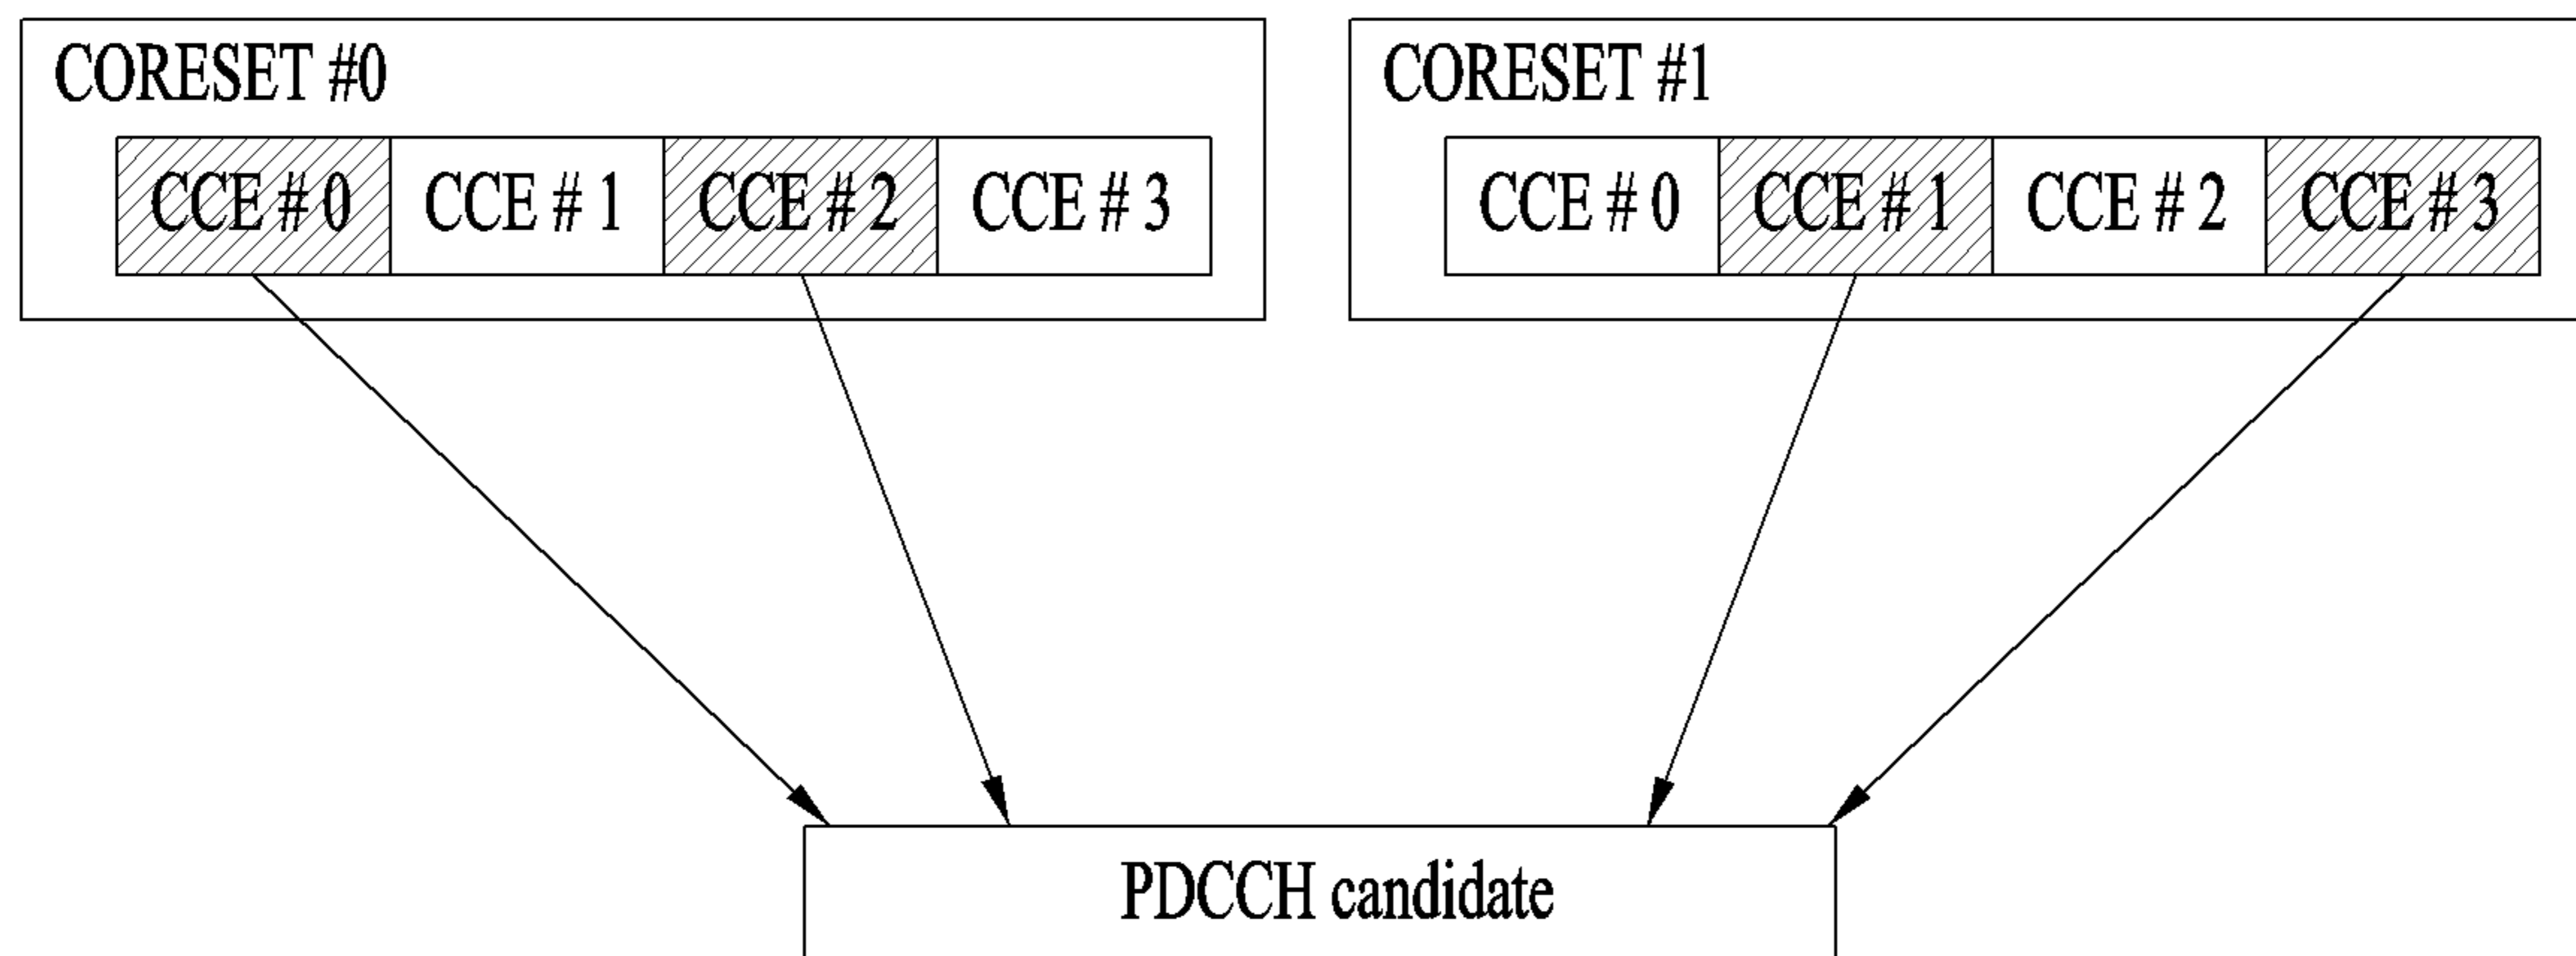 CORESET #0
CCE # 0 CCE # 1 CCE # 2 CCE # 3
CORESET #1
CCE # 0 CCE # 1 CCE # 2 CCE # 3
PDCCH candidate